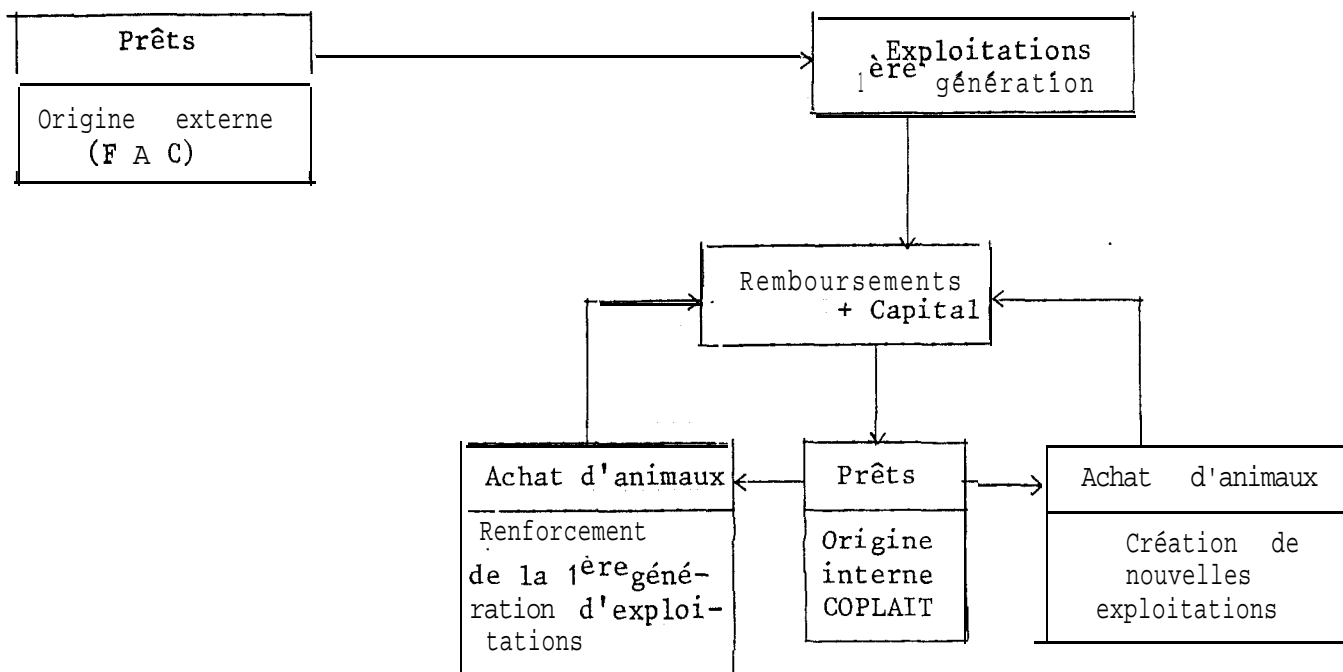 Prêts
Origine externe
(F A C)
Exploitations
1ère génération
Remboursements
+ Capital
Achat d'animaux
Renforcement
de la 1ère géné-
ration d'exploi-
tations
Prêts
Origine
interne
COPLAIT
Achat d'animaux
Création de
nouvelles
exploitations